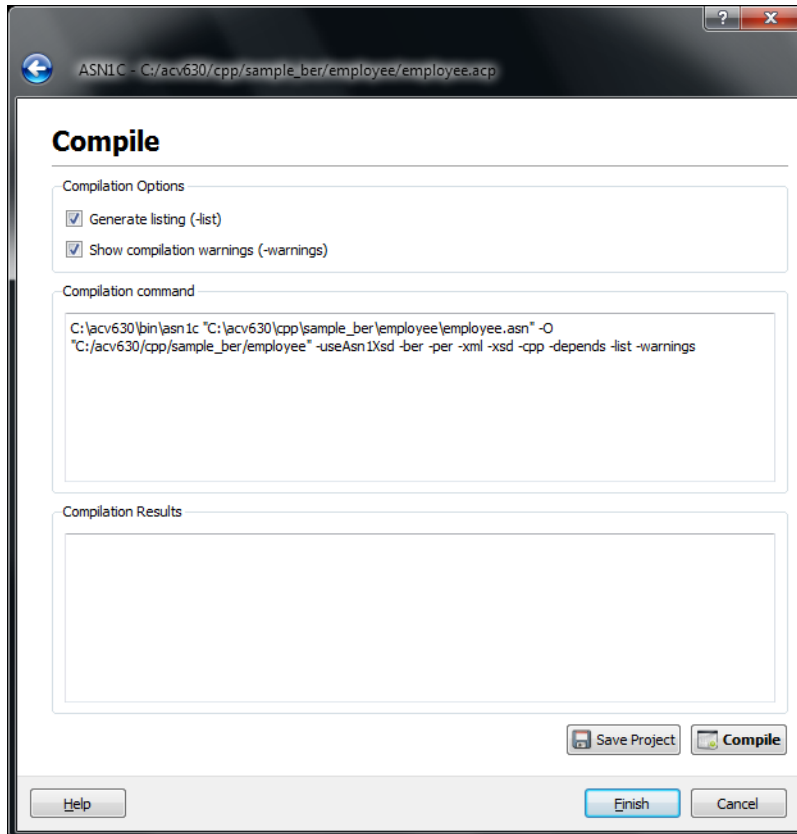 ?
X
ASN1C - C:/acv630/cpp/sample_ber/employee/employee.acp
Compile
Compilation Options
Generate listing (-list)
Show compilation warnings (-warnings)
Compilation command
C:\acv630\bin\asn1c "C:\acv630\cpp\sample_ber\employee\employee.asn" -O
"C:/acv630/cpp/sample_ber/employee" -useAsn1Xsd -ber -per -xml -xsd -cpp -depends -list -warnings
Compilation Results
Save Project Compile
Help Finish Cancel